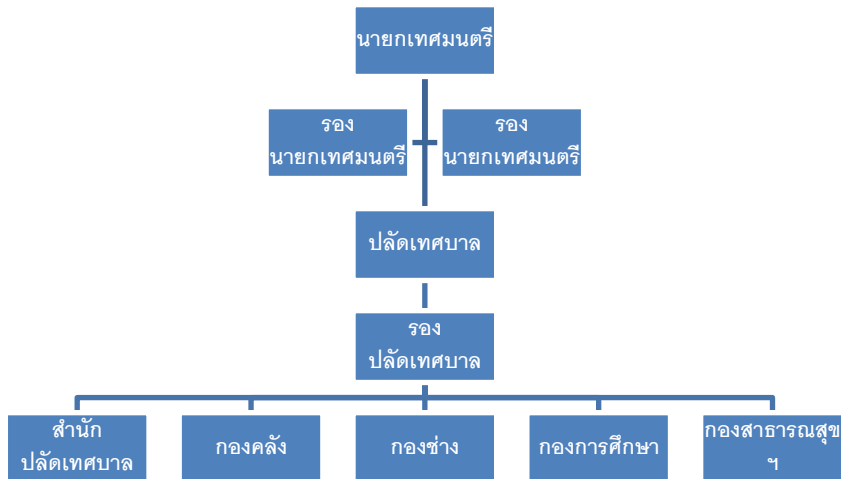 นายกเทศมนตรี
รอง
นายกเทศมนตรี
รอง
นายกเทศมนตรี
ปลัดเทศบาล
รอง
ปลัดเทศบาล
สำนัก
ปลัดเทศบาล
กองคลัง
กองช่าง
กองการศึกษา
กองสาธารณสุข
ฯ